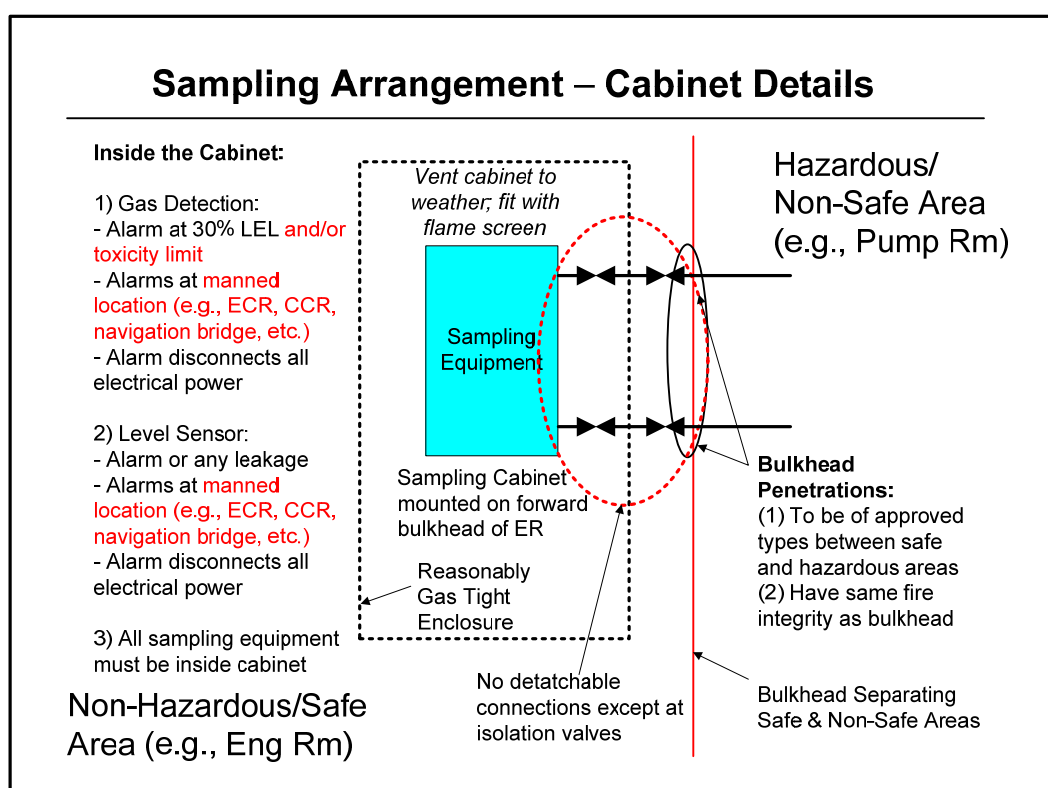 Sampling Arrangement – Cabinet Details
Inside the Cabinet:
1) Gas Detection:
- Alarm at 30% LEL and/or
toxicity limit
- Alarms at manned
location (e.g., ECR, CCR,
navigation bridge, etc.)
- Alarm disconnects all
electrical power
2) Level Sensor:
- Alarm or any leakage
- Alarms at manned
location (e.g., ECR, CCR,
navigation bridge, etc.)
- Alarm disconnects all
electrical power
3) All sampling equipment
must be inside cabinet
Non-Hazardous/Safe
Area (e.g., Eng Rm)
Vent cabinet to
weather; fit with
flame screen
Sampling
Equipment
Sampling Cabinet
mounted on forward
bulkhead of ER
Reasonably
Gas Tight
Enclosure
No detatchable
connections except at
isolation valves
Hazardous/
Non-Safe Area
(e.g., Pump Rm)
Bulkhead
Penetrations:
(1) To be of approved
types between safe
and hazardous areas
(2) Have same fire
integrity as bulkhead
Bulkhead Separating
Safe & Non-Safe Areas